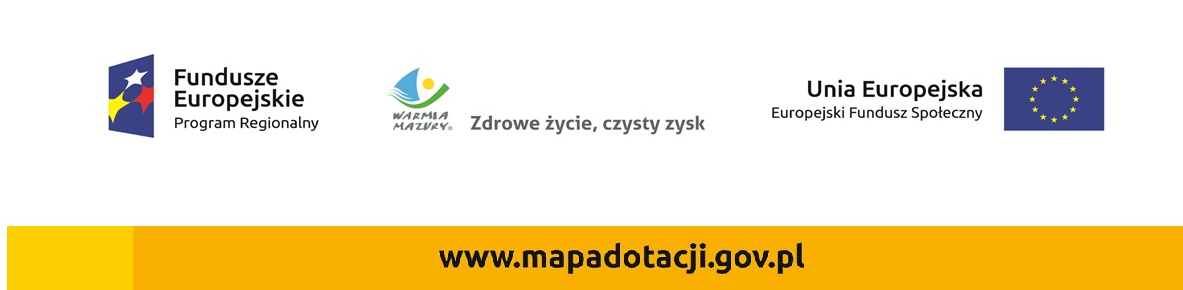 Fundusze
Europejskie
Program Regionalny
WARMIA
MAZURY®
Zdrowe życie, czysty zysk
Unia Europejska
Europejski Fundusz Społeczny
www.mapadotacji.gov.pl